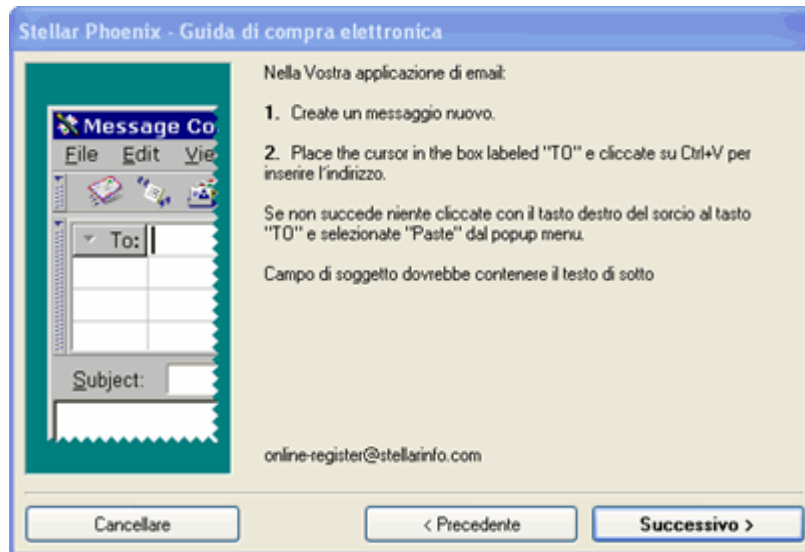 Stellar Phoenix - Guida di compra elettronica
Nella Vostra applicazione di email:
1. Create un messaggio nuovo.
2. Place the cursor in the box labeled "TO" e cliccate su Ctrl+V per
inserire l'indirizzo.
Se non succede niente cliccate con il tasto destro del sorcio al tasto
"TO" e selezionate "Paste" dal popup menu.
Campo di soggetto dovrebbe contenere il testo di sotto
Message Co
File Edit Vie
To:
Subject:
online-register@stellarinfo.com
Cancellare
< Precedente
Successivo >